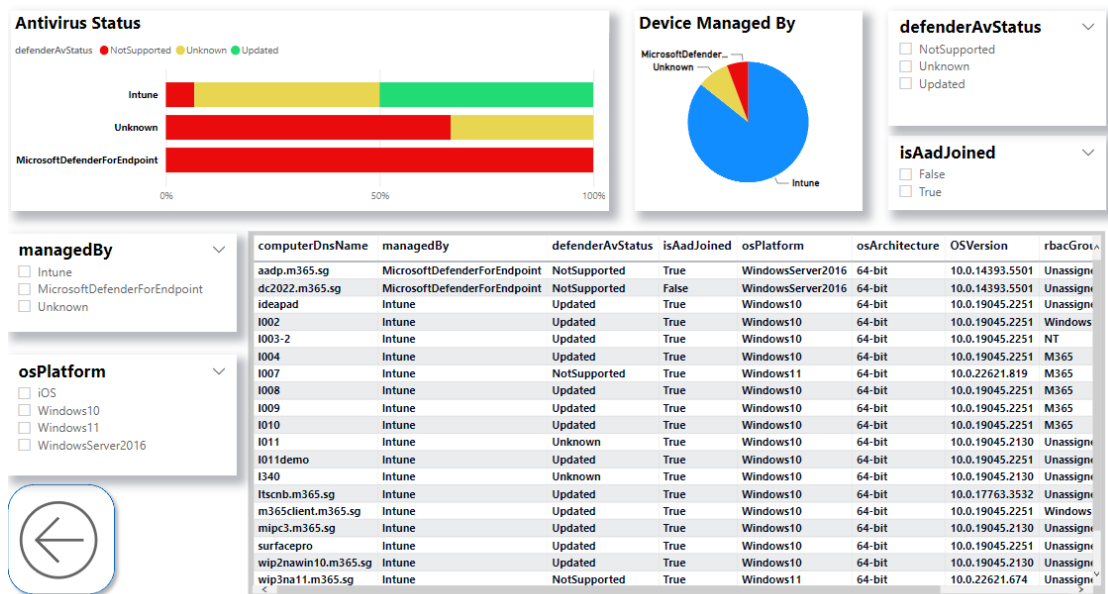 Antivirus Status
defenderAvStatus NotSupported Unknown Updated
Intune
Unknown
MicrosoftDefenderForEndpoint
0% 50% 100%
Device Managed By
MicrosoftDefender...
Unknown
Intune
defenderAvStatus
NotSupported
Unknown
Updated
isAadJoined
False
True
managedBy
Intune
MicrosoftDefenderForEndpoint
Unknown
osPlatform
iOS
Windows10
Windows11
WindowsServer2016
computerDnsName managedBy defenderAvStatus isAadJoined osPlatform osArchitecture OSVersion rbacGrou
aadp.m365.sg MicrosoftDefenderForEndpoint NotSupported True WindowsServer2016 64-bit 10.0.14393.5501 Unassigne
dc2022.m365.sg MicrosoftDefenderForEndpoint NotSupported False WindowsServer2016 64-bit 10.0.14393.5501 Unassigne
ideapad Intune Updated True Windows10 64-bit 10.0.19045.2251 Unassigne
l002 Intune Updated True Windows10 64-bit 10.0.19045.2251 Windows
l003-2 Intune Updated True Windows10 64-bit 10.0.19045.2251 NT
l004 Intune Updated True Windows10 64-bit 10.0.19045.2251 M365
l007 Intune NotSupported True Windows11 64-bit 10.0.22621.819 M365
l008 Intune Updated True Windows10 64-bit 10.0.19045.2251 M365
l009 Intune Updated True Windows10 64-bit 10.0.19045.2251 M365
l010 Intune Updated True Windows10 64-bit 10.0.19045.2251 M365
l011 Intune Unknown True Windows10 64-bit 10.0.19045.2130 Unassigne
l011demo Intune Updated True Windows10 64-bit 10.0.19045.2251 Unassigne
l340 Intune Unknown True Windows10 64-bit 10.0.19045.2130 Unassigne
ltscnb.m365.sg Intune Updated True Windows10 64-bit 10.0.17763.3532 Unassigne
m365client.m365.sg Intune Updated True Windows10 64-bit 10.0.19045.2251 Windows
mipc3.m365.sg Intune Updated True Windows10 64-bit 10.0.19045.2130 Unassigne
surfacepro Intune Updated True Windows10 64-bit 10.0.19045.2251 Unassigne
wip2nawin10.m365.sg Intune Updated True Windows10 64-bit 10.0.19045.2130 Unassigne
wip3na11.m365.sg Intune NotSupported True Windows11 64-bit 10.0.22621.674 Unassigne